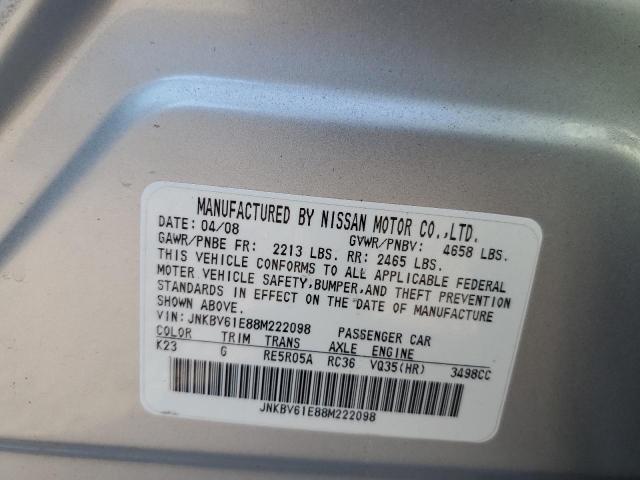 MANUFACTURED BY NISSAN MOTOR CO.,LTD.
DATE: 04/08 GVWR/PNBV: 4658 LBS.
GAWR/PNBE FR: 2213 LBS. RR: 2465 LBS.
THIS VEHICLE CONFORMS TO ALL APPLICABLE FEDERAL
MOTOR VEHICLE SAFETY, BUMPER, AND THEFT PREVENTION
STANDARDS IN EFFECT ON THE DATE OF MANUFACTURE
SHOWN ABOVE.
VIN: JNKBV61E88M222098 PASSENGER CAR
COLOR TRIM TRANS AXLE ENGINE
K23 G RE5R05A RC36 VQ35(HR) 3498CC
JNKBV61E88M222098